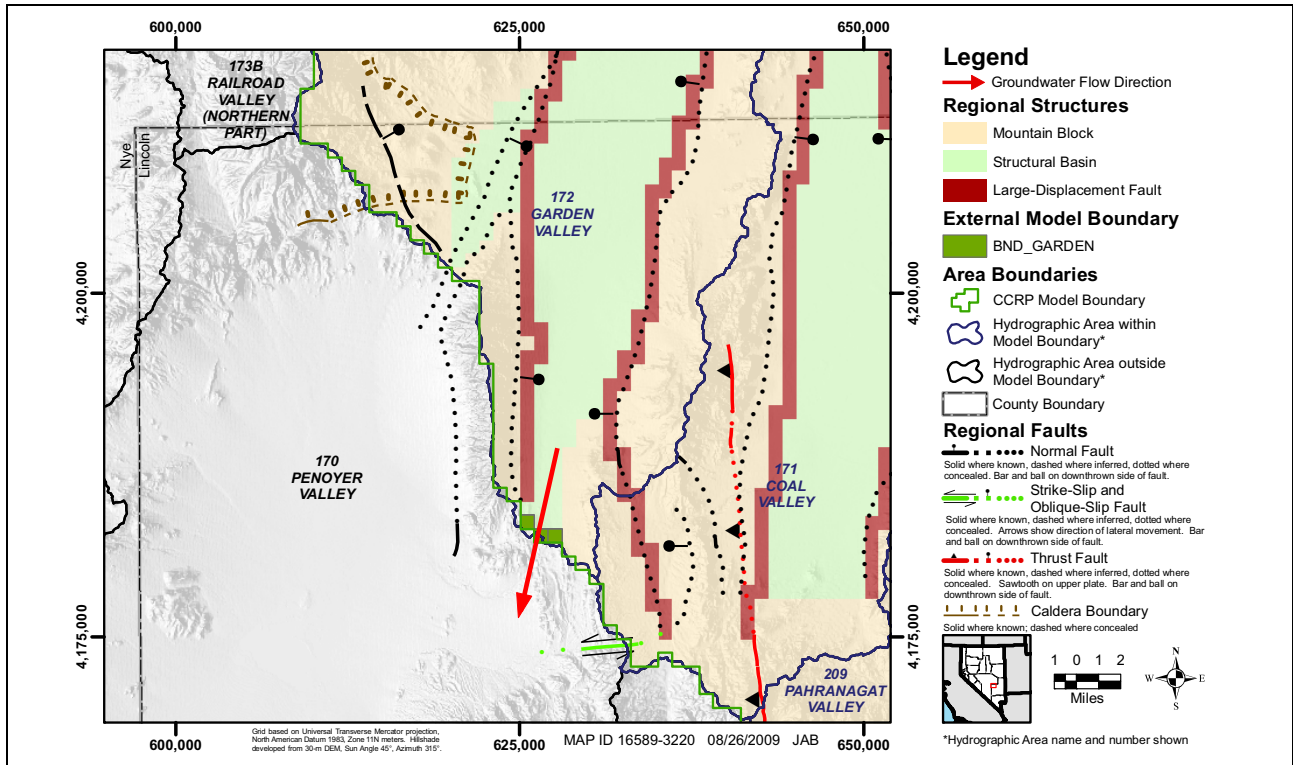 600,000
625,000
650,000
173B
RAILROAD
VALLEY
(NORTHERN
PART)
Nye
Lincoln
172
GARDEN
VALLEY
4,200,000
4,200,000
170
PENOYER
VALLEY
171
COAL
VALLEY
4,175,000
4,175,000
209
PAHRANAGAT
VALLEY
600,000
625,000
650,000
Grid based on Universal Transverse Mercator projection,
North American Datum 1983, Zone 11N meters. Hillshade
developed from 30-m DEM, Sun Angle 45°, Azimuth 315°.
MAP ID 16589-3220 08/26/2009 JAB
Legend
Groundwater Flow Direction
Regional Structures
Mountain Block
Structural Basin
Large-Displacement Fault
External Model Boundary
BND_GARDEN
Area Boundaries
CCRP Model Boundary
Hydrographic Area within
Model Boundary*
Hydrographic Area outside
Model Boundary*
County Boundary
Regional Faults
Normal Fault
Solid where known, dashed where inferred, dotted where
concealed. Bar and ball on downthrown side of fault.
Strike-Slip and
Oblique-Slip Fault
Solid where known, dashed where inferred, dotted where
concealed. Arrows show direction of lateral movement. Bar
and ball on downthrown side of fault.
Thrust Fault
Solid where known, dashed where inferred, dotted where
concealed. Sawtooth on upper plate. Bar and ball on
downthrown side of fault.
Caldera Boundary
Solid where known; dashed where concealed
1 0 1 2
Miles
N
W E
S
*Hydrographic Area name and number shown